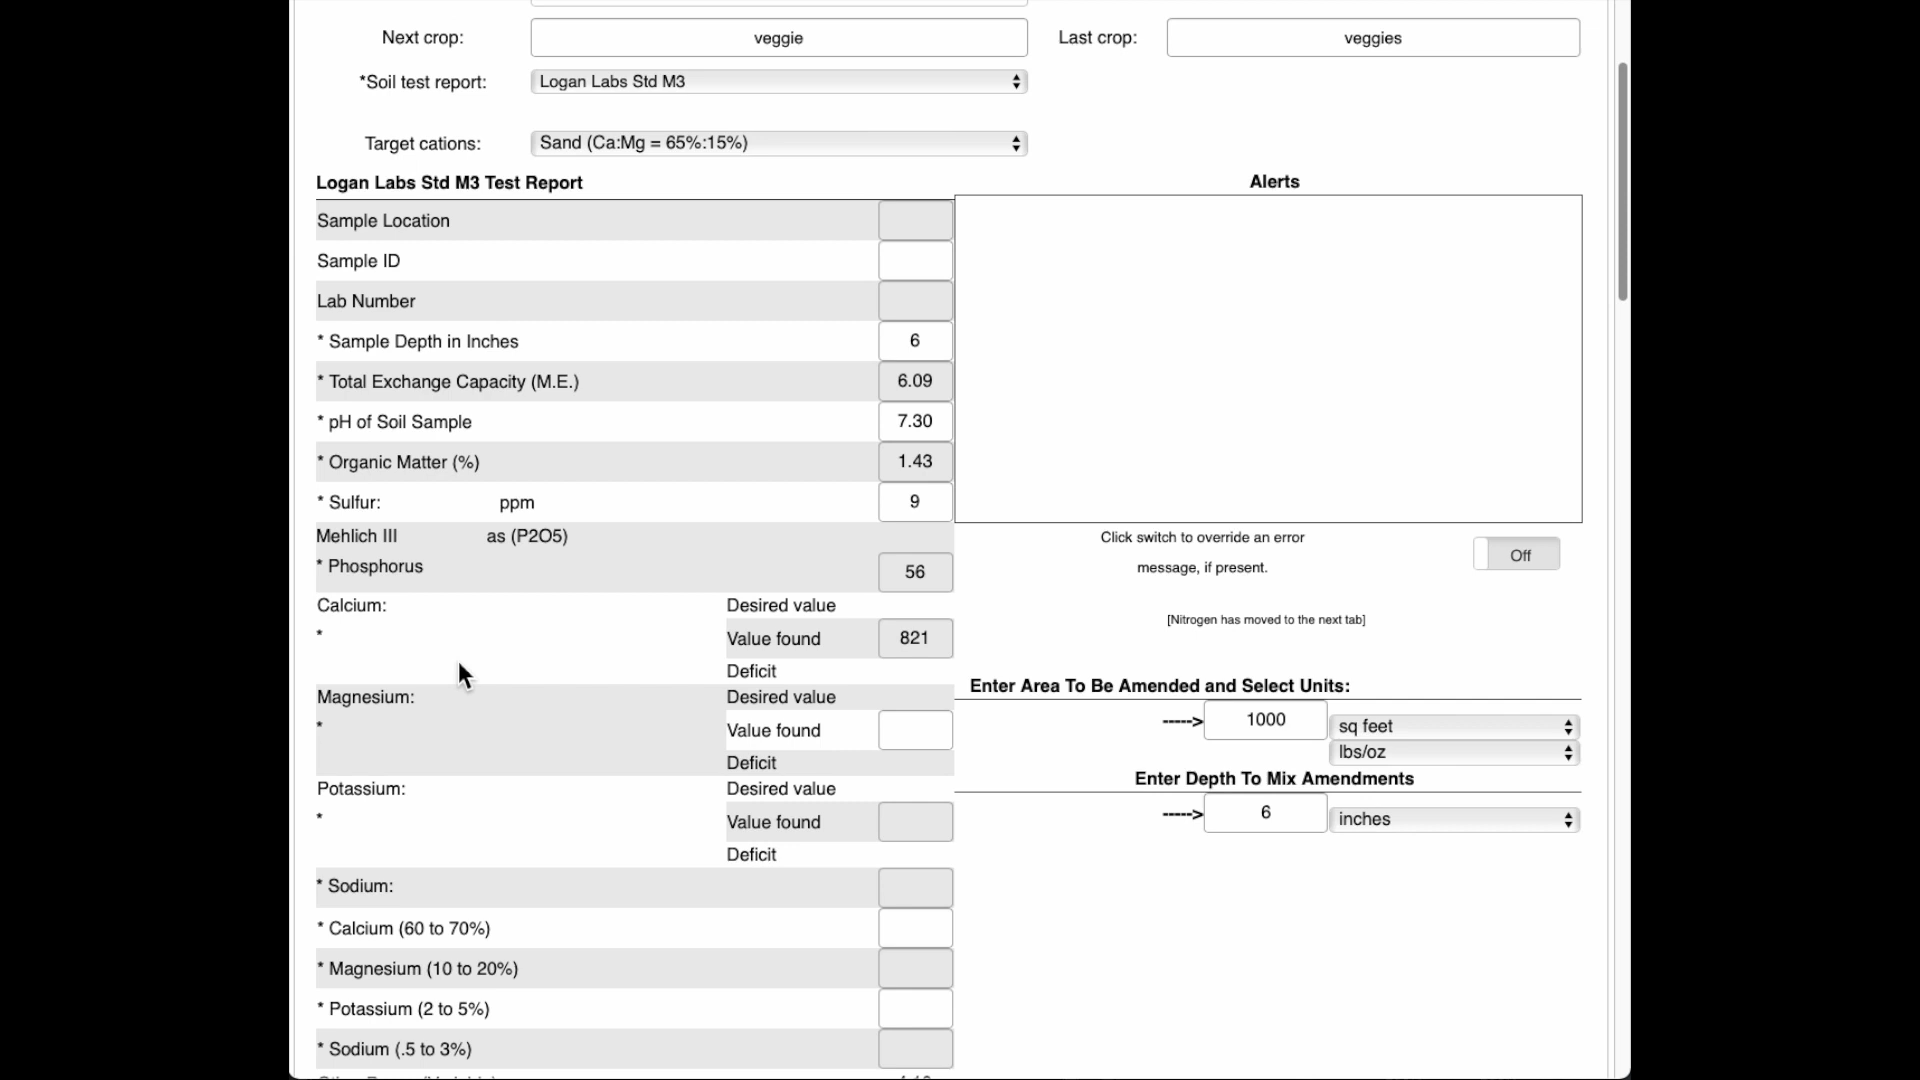 Next crop: veggie Last crop: veggies
*Soil test report: Logan Labs Std M3
Target cations: Sand (Ca:Mg = 65%:15%)
Logan Labs Std M3 Test Report Alerts
Sample Location
Sample ID
Lab Number
* Sample Depth in Inches 6
* Total Exchange Capacity (M.E.) 6.09
* pH of Soil Sample 7.30
* Organic Matter (%) 1.43
* Sulfur: ppm 9
Mehlich III as (P2O5)
* Phosphorus 56
Click switch to override an error
message, if present.
Off
[Nitrogen has moved to the next tab]
Calcium: Desired value
* Value found 821
Deficit
Magnesium: Desired value
* Value found
Deficit
Potassium: Desired value
* Value found
Deficit
Enter Area To Be Amended and Select Units:
-----> 1000 sq feet
lbs/oz
Enter Depth To Mix Amendments
-----> 6 inches
* Sodium:
* Calcium (60 to 70%)
* Magnesium (10 to 20%)
* Potassium (2 to 5%)
* Sodium (.5 to 3%)